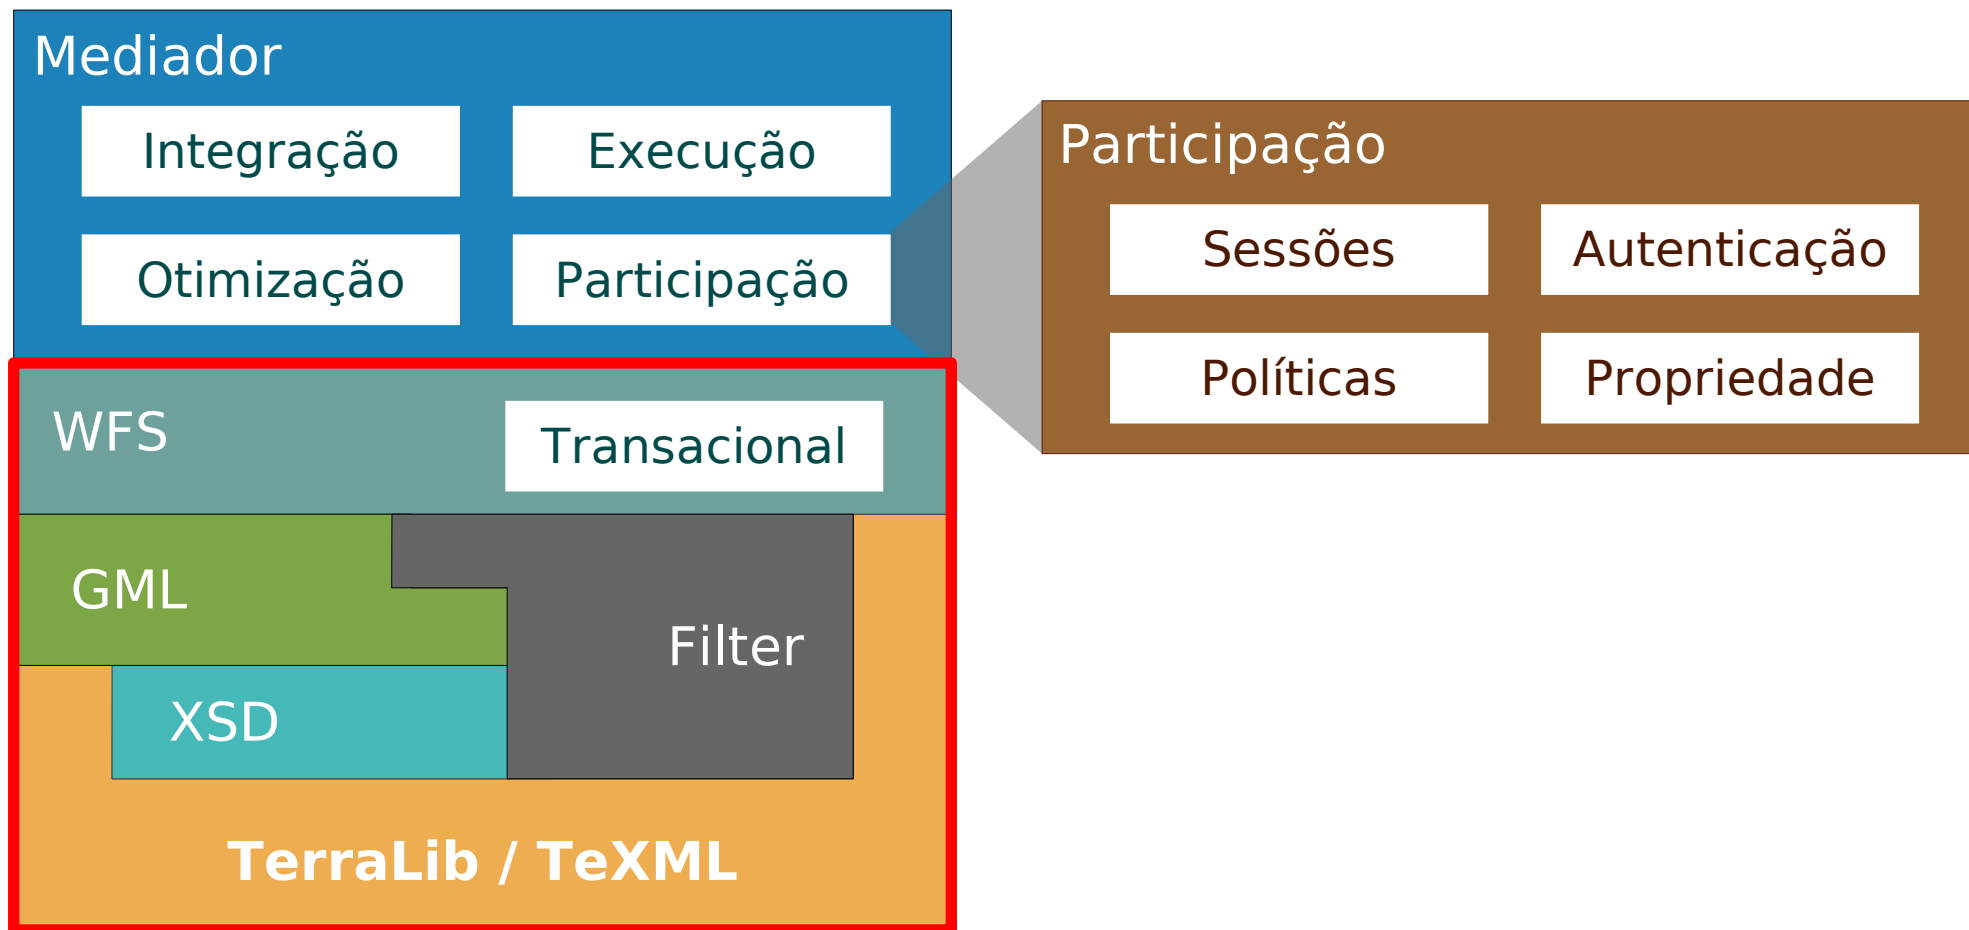 Mediador
Integração
Execução
Otimização
Participação
Participação
Sessões
Autenticação
Políticas
Propriedade
WFS
Transacional
GML
Filter
XSD
TerraLib / TeXML